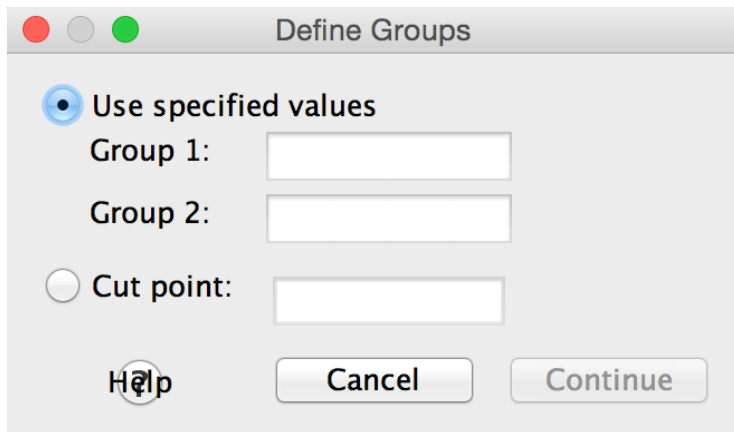 Define Groups
Use specified values
Group 1:
Group 2:
Cut point:
Help ? Cancel Continue